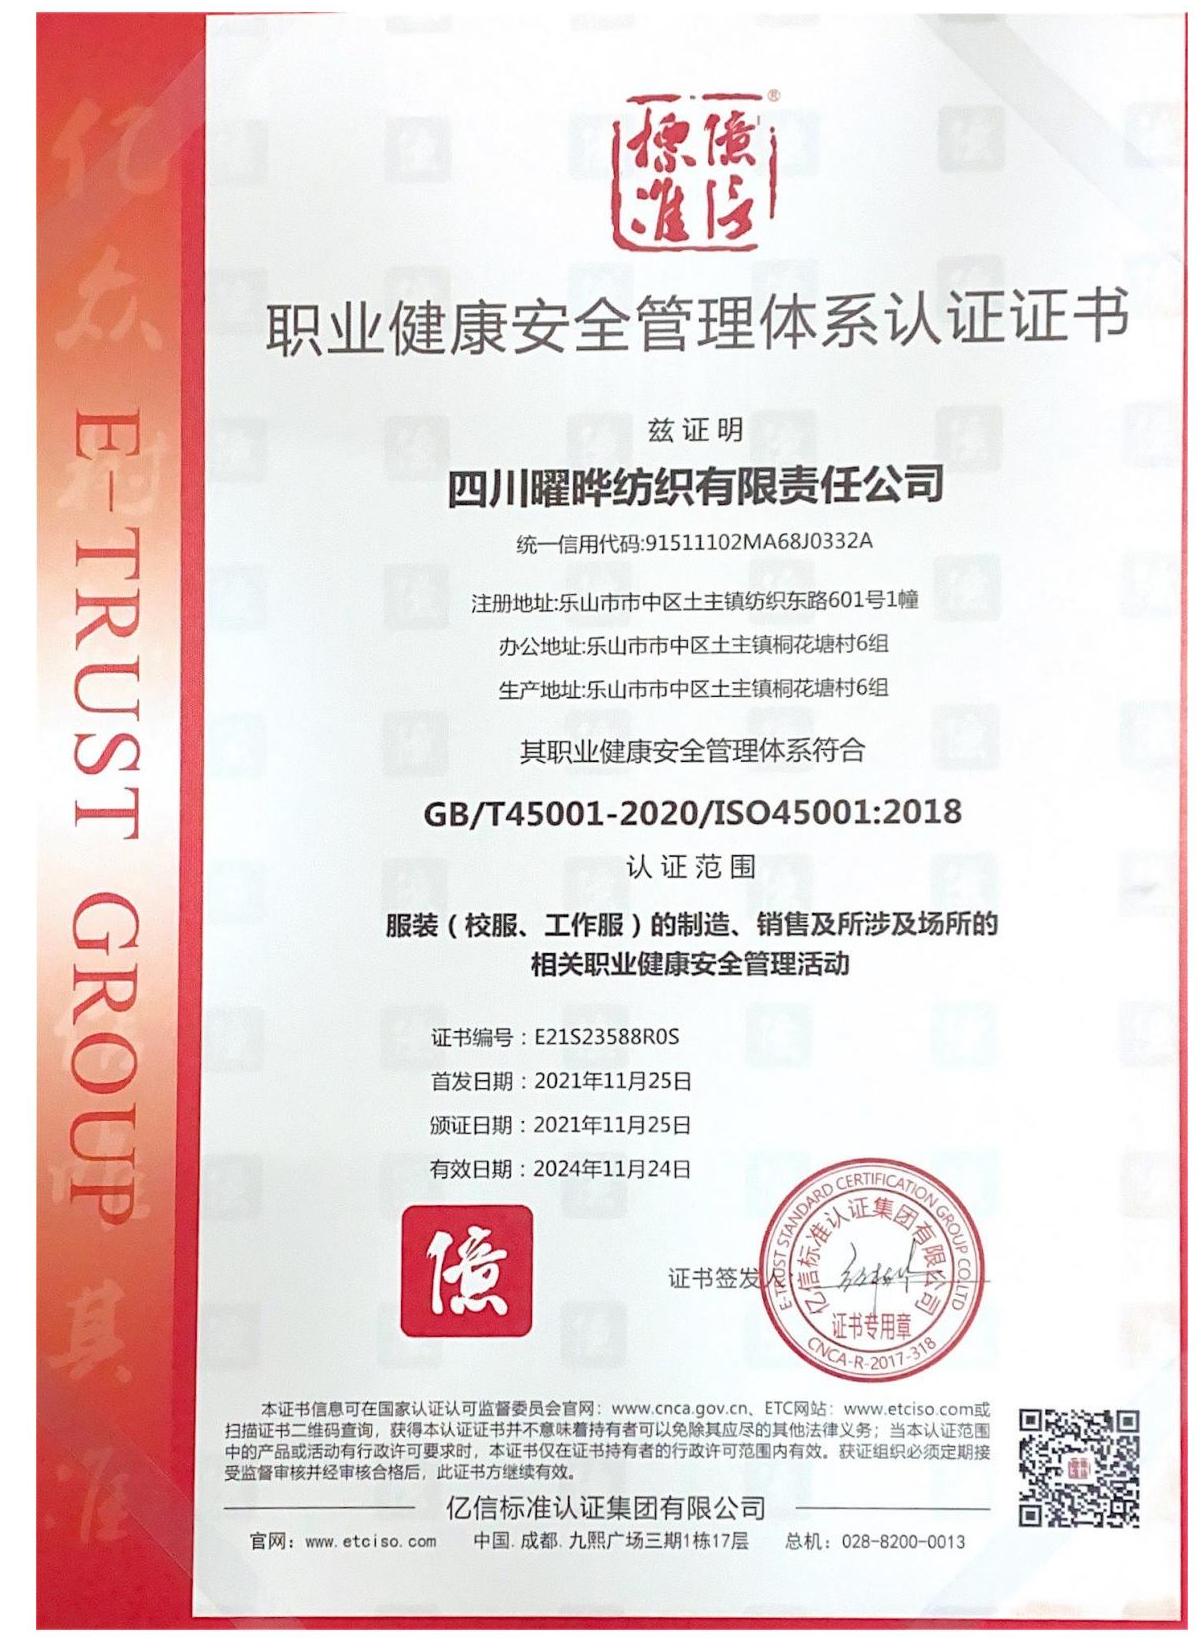 億信
標準
®
职业健康安全管理体系认证证书
兹证明
四川曜晔纺织有限责任公司
统一信用代码:91511102MA68J0332A
注册地址:乐山市市中区土主镇纺织东路601号1幢
办公地址:乐山市市中区土主镇桐花塘村6组
生产地址:乐山市市中区土主镇桐花塘村6组
其职业健康安全管理体系符合
GB/T45001-2020/ISO45001:2018
认证范围
服装（校服、工作服）的制造、销售及所涉及场所的
相关职业健康安全管理活动
证书编号：E21S23588R0S
首发日期：2021年11月25日
颁证日期：2021年11月25日
有效日期：2024年11月24日
億
证书签发人:
E-TRUST STANDARD CERTIFICATION GROUP CO.LTD
亿信标准认证集团有限公司
证书专用章
CNCA-R-2017-318
本证书信息可在国家认证认可监督委员会官网：www.cnca.gov.cn、ETC网站：www.etciso.com或
扫描证书二维码查询，获得本认证证书并不意味着持有者可以免除其应尽的其他法律义务；当本认证范围
中的产品或活动有行政许可要求时，本证书仅在证书持有者的行政许可范围内有效。获证组织必须定期接
受监督审核并经审核合格后，此证书方继续有效。
亿信标准认证集团有限公司
官网：www.etciso.com 中国.成都.九熙广场三期1栋17层 总机：028-8200-0013
E-TRUST GROUP
亿众
其准